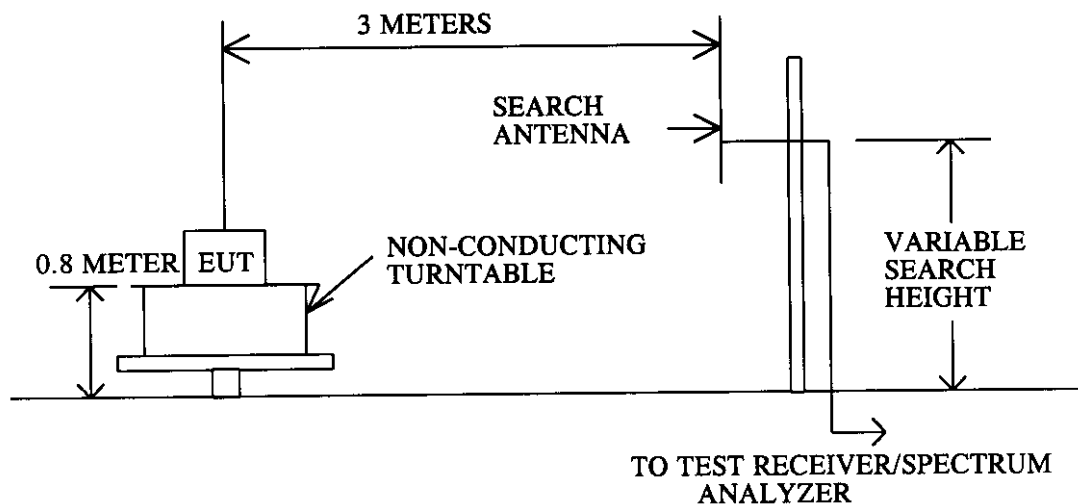 3 METERS
SEARCH
ANTENNA
0.8 METER
EUT
NON-CONDUCTING
TURNTABLE
VARIABLE
SEARCH
HEIGHT
TO TEST RECEIVER/SPECTRUM
ANALYZER